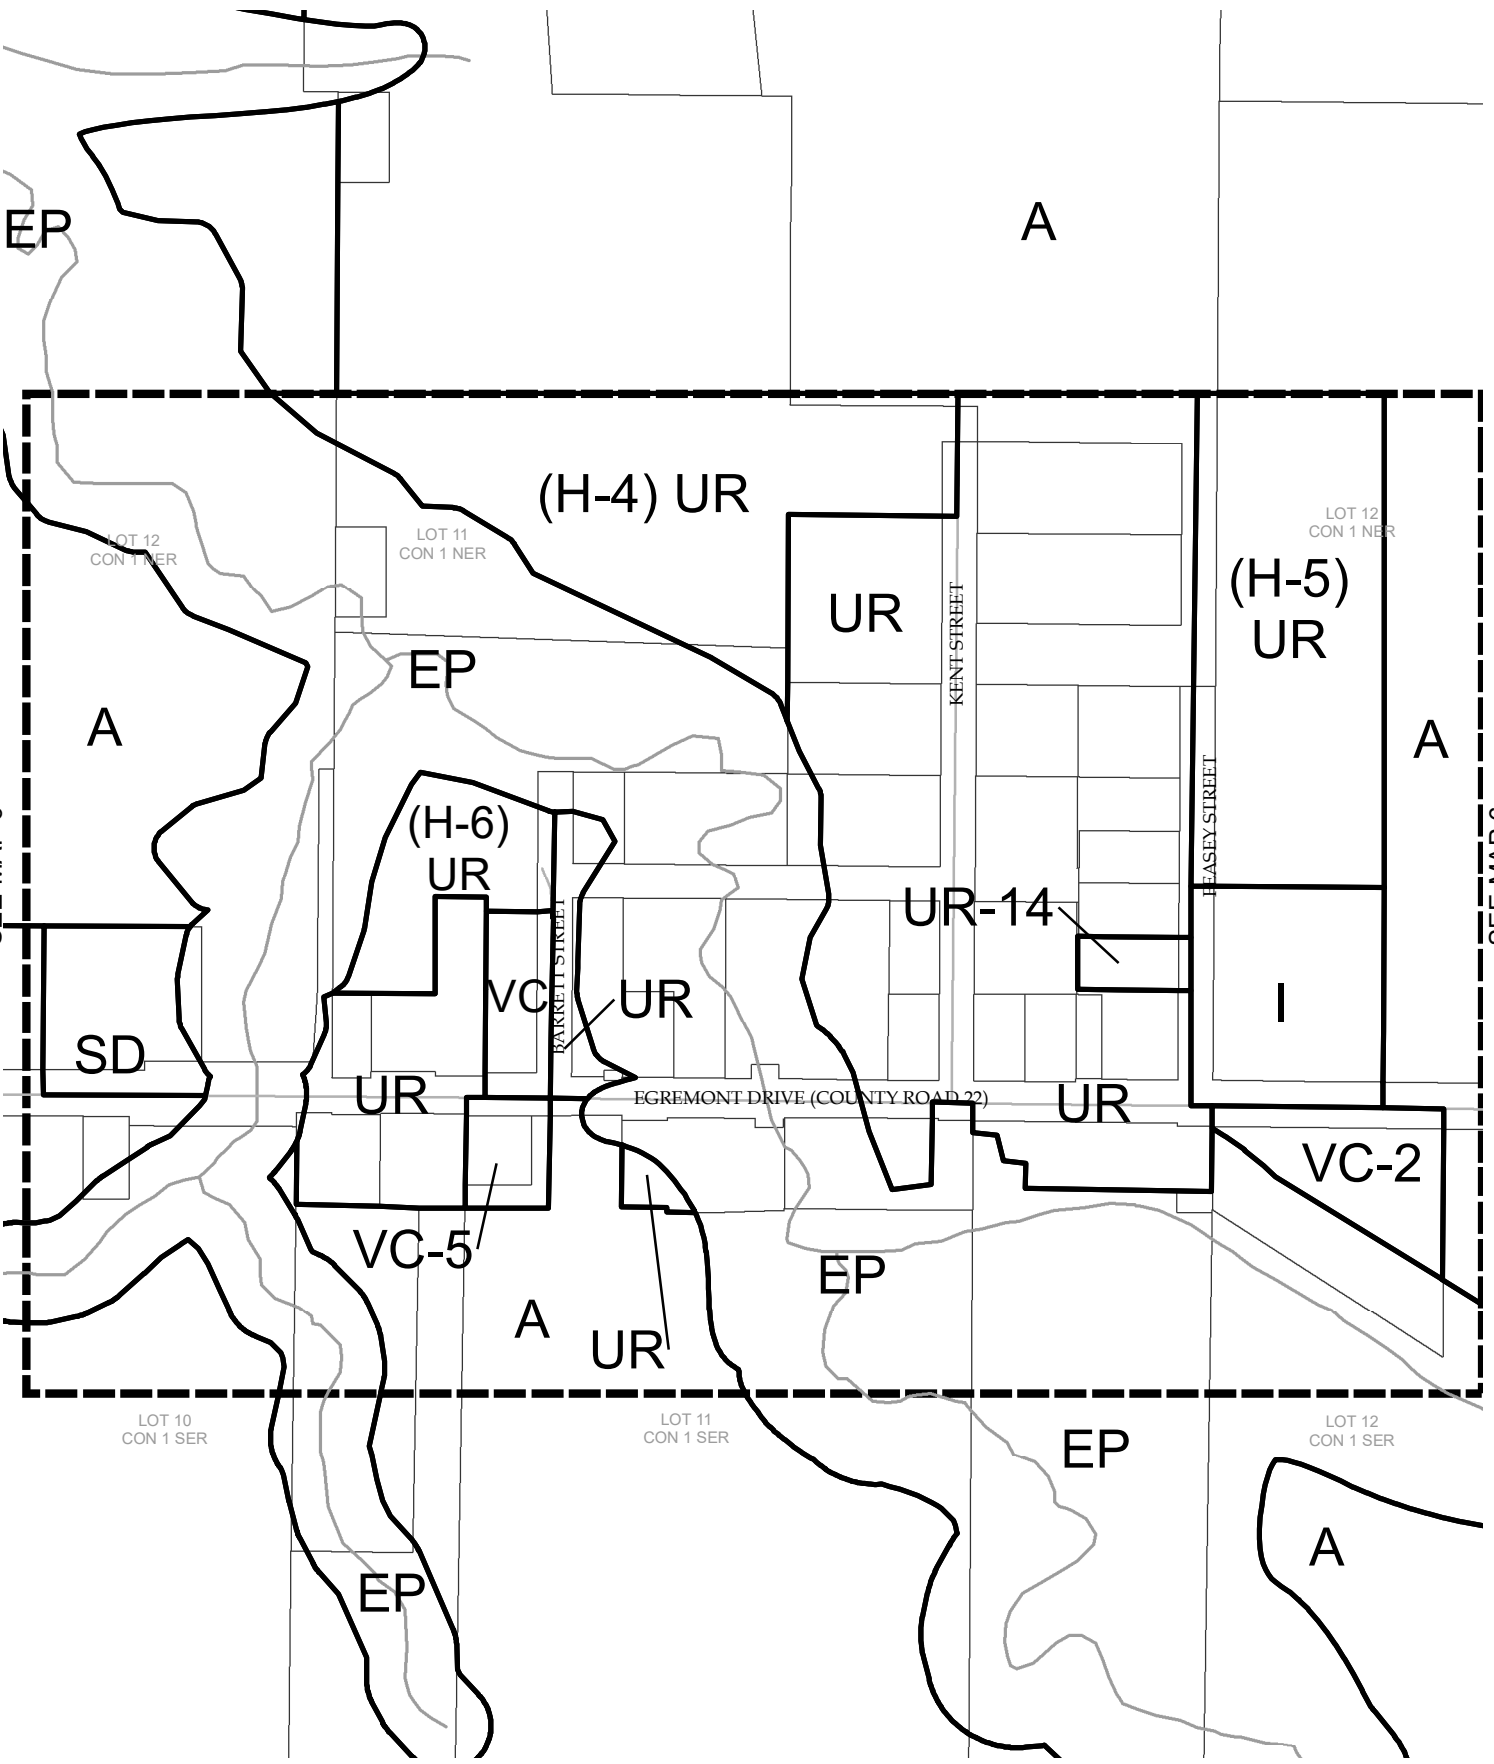 EP
A
(H-4) UR
LOT 12
CON 1 NER
LOT 11
CON 1 NER
LOT 12
CON 1 NER
(H-5)
UR
UR
KENT STREET
EP
A
A
EASEY STREET
(H-6)
UR
UR-14
VC
BARRETT STREET
UR
I
SD
UR
EGREMONT DRIVE (COUNTY ROAD 22)
UR
VC-2
VC-5
EP
A
UR
LOT 10
CON 1 SER
LOT 11
CON 1 SER
LOT 12
CON 1 SER
EP
A
EP